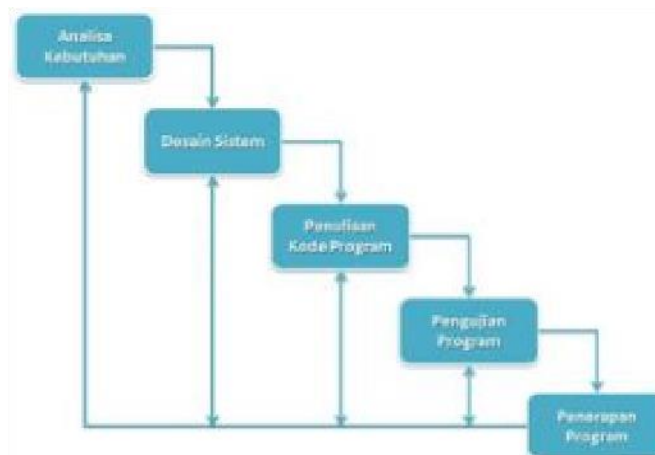 Analisa
Kebutuhan
Desain Sistem
Penulisan
Kode Program
Pengujian
Program
Penerapan
Program